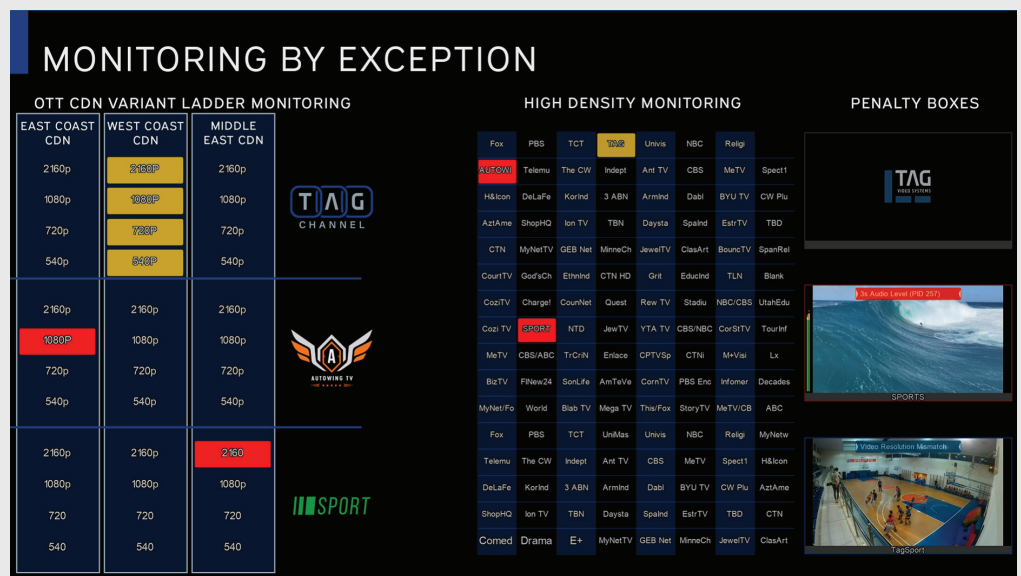 MONITORING BY EXCEPTION
OTT CDN VARIANT LADDER MONITORING
EAST COAST CDN WEST COAST CDN MIDDLE EAST CDN
2160p 2160P 2160p
1080p 1080P 1080p
720p 720P 720p
540p 540P 540p
TAG
CHANNEL
2160p 2160p 2160p
1080P 1080p 1080p
720p 720p 720p
540p 540p 540p
A
AUTOWING TV
2160p 2160p 2160
1080p 1080p 1080p
720 720 720
540 540 540
SPORT
HIGH DENSITY MONITORING
Fox PBS TCT TAG Univis NBC Religi
AUTOWI Telemu The CW Indept Ant TV CBS MeTV Spect1
H&Icon DeLaFe KorInd 3 ABN ArmInd Dabl BYU TV CW Plu
AztAme ShopHQ Ion TV TBN Daysta SpaInd EstrTV TBD
CTN MyNetTV GEB Net MinneCh JewelTV ClasArt BouncTV SpanRel
CourtTV God'sCh EthnInd CTN HD Grit EducInd TLN Blank
CoziTV Charge! CounNet Quest Rew TV Stadiu NBC/CBS UtahEdu
Cozi TV SPORT NTD JewTV YTA TV CBS/NBC CorStTV TourInf
MeTV CBS/ABC TrCriN Enlace CPTVSp CTNi M+Visi Lx
BizTV FINew24 SonLife AmTeVe CornTV PBS Enc Infomer Decades
MyNet/Fo World Blab TV Mega TV This/Fox StoryTV MeTV/CB ABC
Fox PBS TCT UniMas Univis NBC Religi MyNetw
Telemu The CW Indept Ant TV CBS MeTV Spect1 H&Icon
DeLaFe KorInd 3 ABN ArmInd Dabl BYU TV CW Plu AztAme
ShopHQ Ion TV TBN Daysta SpaInd EstrTV TBD CTN
Comed Drama E+ MyNetTV GEB Net MinneCh JewelTV ClasArt
PENALTY BOXES
TAG
VIDEO SYSTEMS
3s Audio Level (PID 257)
SPORTS
Video Resolution Mismatch
TagSport